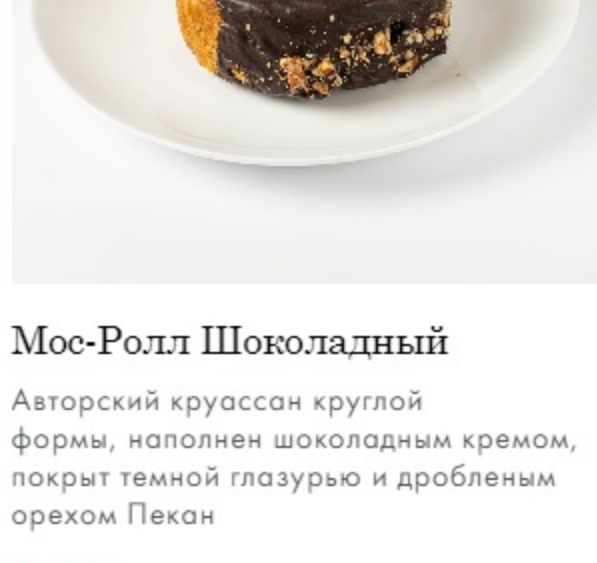 Мос-Ролл Шоколадный
Авторский круассан круглой
формы, наполнен шоколадным кремом,
покрыт темной глазурью и дробленым
орехом Пекан